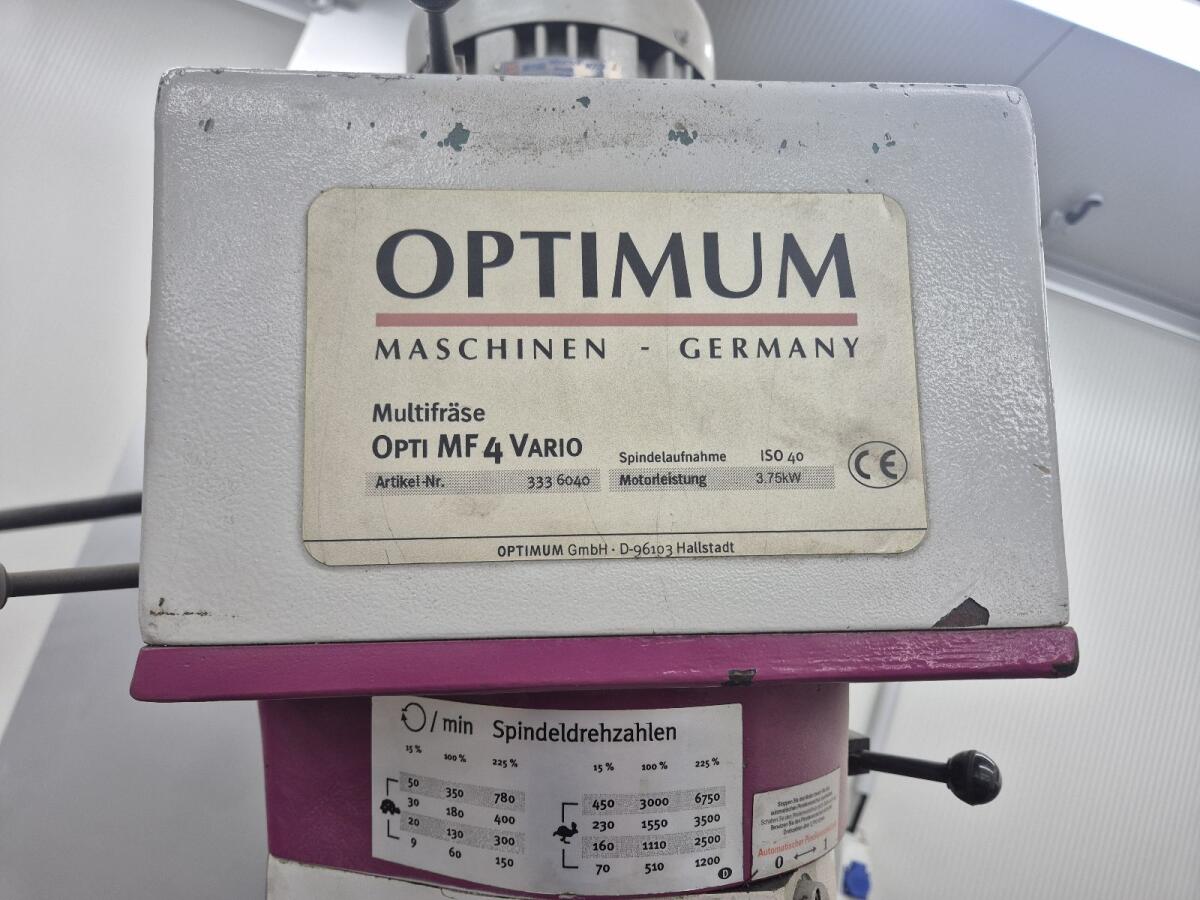 OPTIMUM
MASCHINEN - GERMANY
Multifräse
OPTI MF4 VARIO
Artikel-Nr. 333 6040
Spindelaufnahme ISO 40
Motorleistung 3.75kW
CE
OPTIMUM GmbH · D-96103 Hallstadt
/ min Spindeldrehzahlen
15 % 100 % 225 % 15 % 100 % 225 %
50 350 780 450 3000 6750
30 180 400 230 1550 3500
20 130 300 160 1110 2500
9 60 150 70 510 1200
D
Automatischer
0 ↔ 1